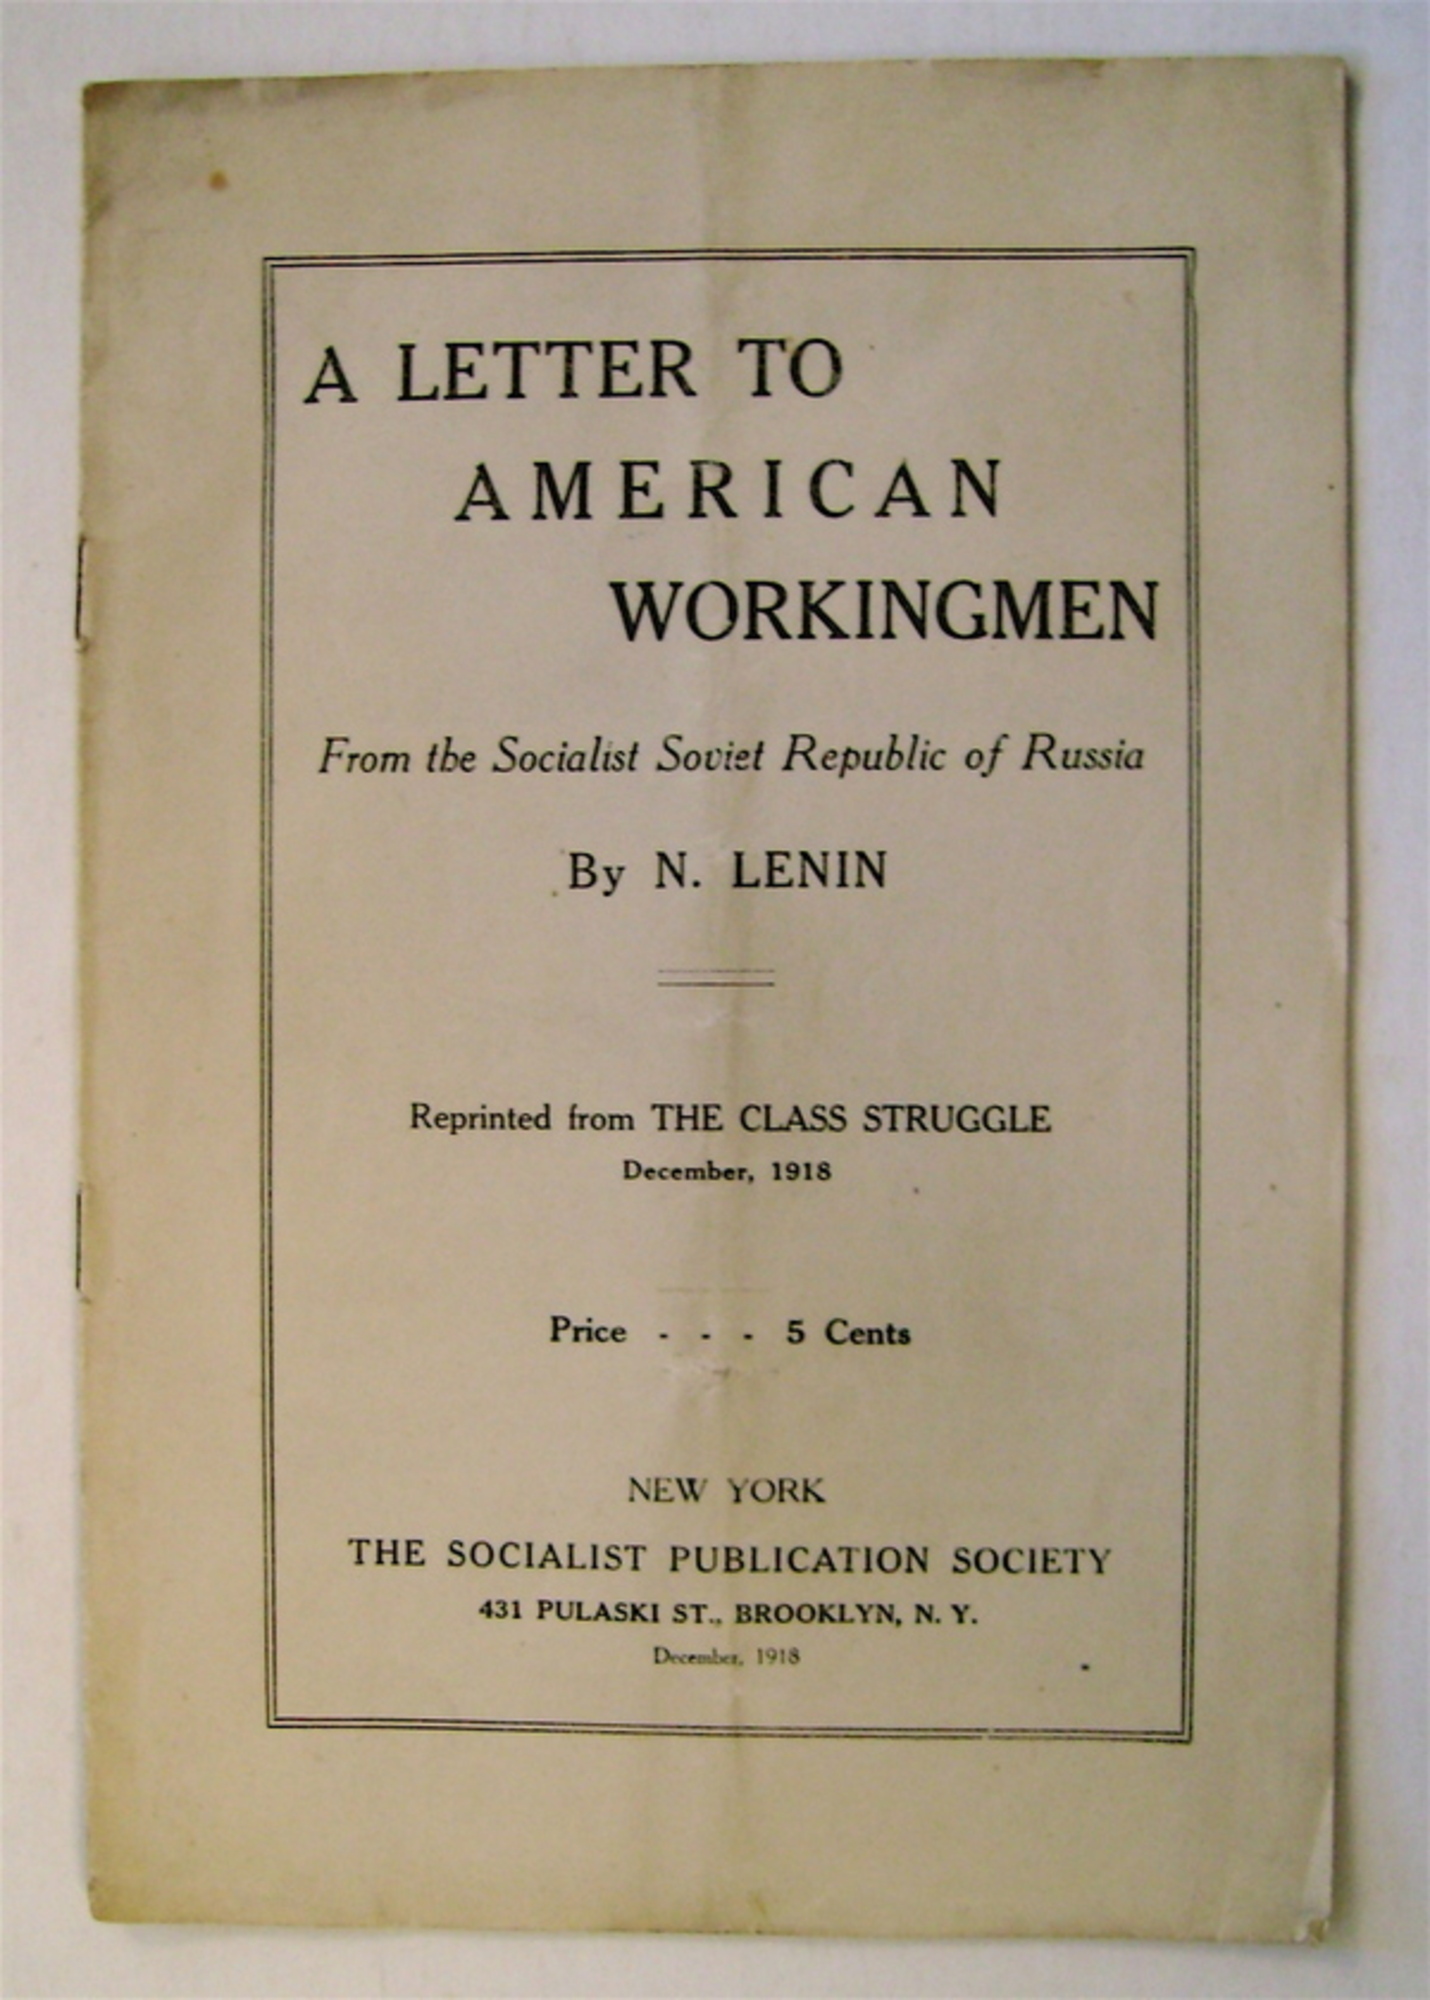 A LETTER TO
AMERICAN
WORKINGMEN
From the Socialist Soviet Republic of Russia
By N. LENIN
Reprinted from THE CLASS STRUGGLE
December, 1918
Price - - - 5 Cents
NEW YORK
THE SOCIALIST PUBLICATION SOCIETY
431 PULASKI ST., BROOKLYN, N. Y.
December, 1918